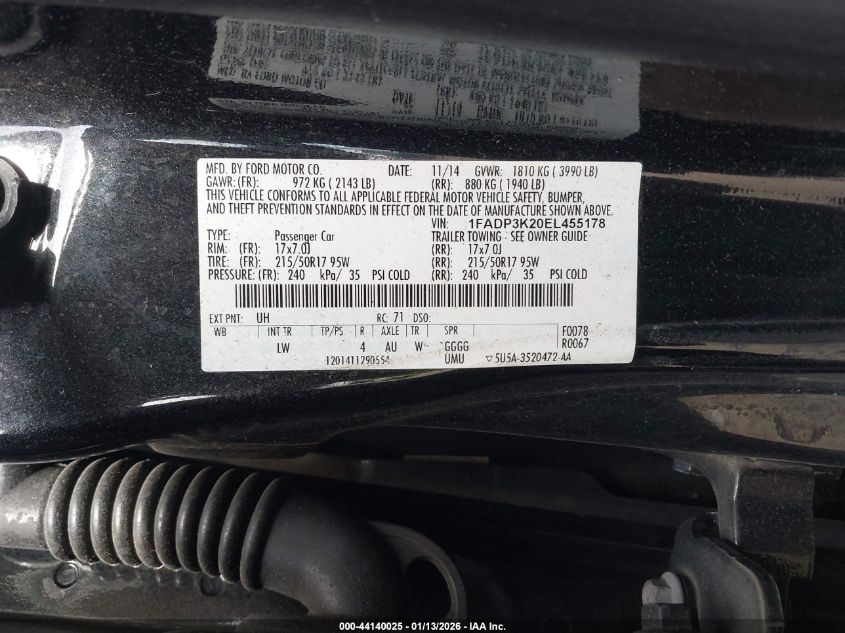 MFD. BY FORD MOTOR CO. DATE: 11/14 GVWR: 1810 KG ( 3990 LB)
GAWR:(FR) 972 KG ( 2143 LB) (RR): 880 KG ( 1940 LB)
THIS VEHICLE CONFORMS TO ALL APPLICABLE FEDERAL MOTOR VEHICLE SAFETY, BUMPER,
AND THEFT PREVENTION STANDARDS IN EFFECT ON THE DATE OF MANUFACTURE SHOWN ABOVE.
VIN: 1FADP3K20EL455178
TYPE: Passenger Car TRAILER TOWING - SEE OWNER GUIDE
RIM: (FR) 17x7.0J (RR): 17x7.0J
TIRE: (FR) 215/50R17 95W (RR): 215/50R17 95W
PRESSURE: (FR) 240 kPa/ 35 PSI COLD (RR): 240 kPa/ 35 PSI COLD
EXT PNT: UH RC: 71 DSO:
WB INT TR TP/PS R AXLE TR SPR F0078
LW 4 AU W GGGG R0067
1201411290554 UMU ▽5U5A-3520472-AA
000-44140025 - 01/13/2026 - IAA Inc.